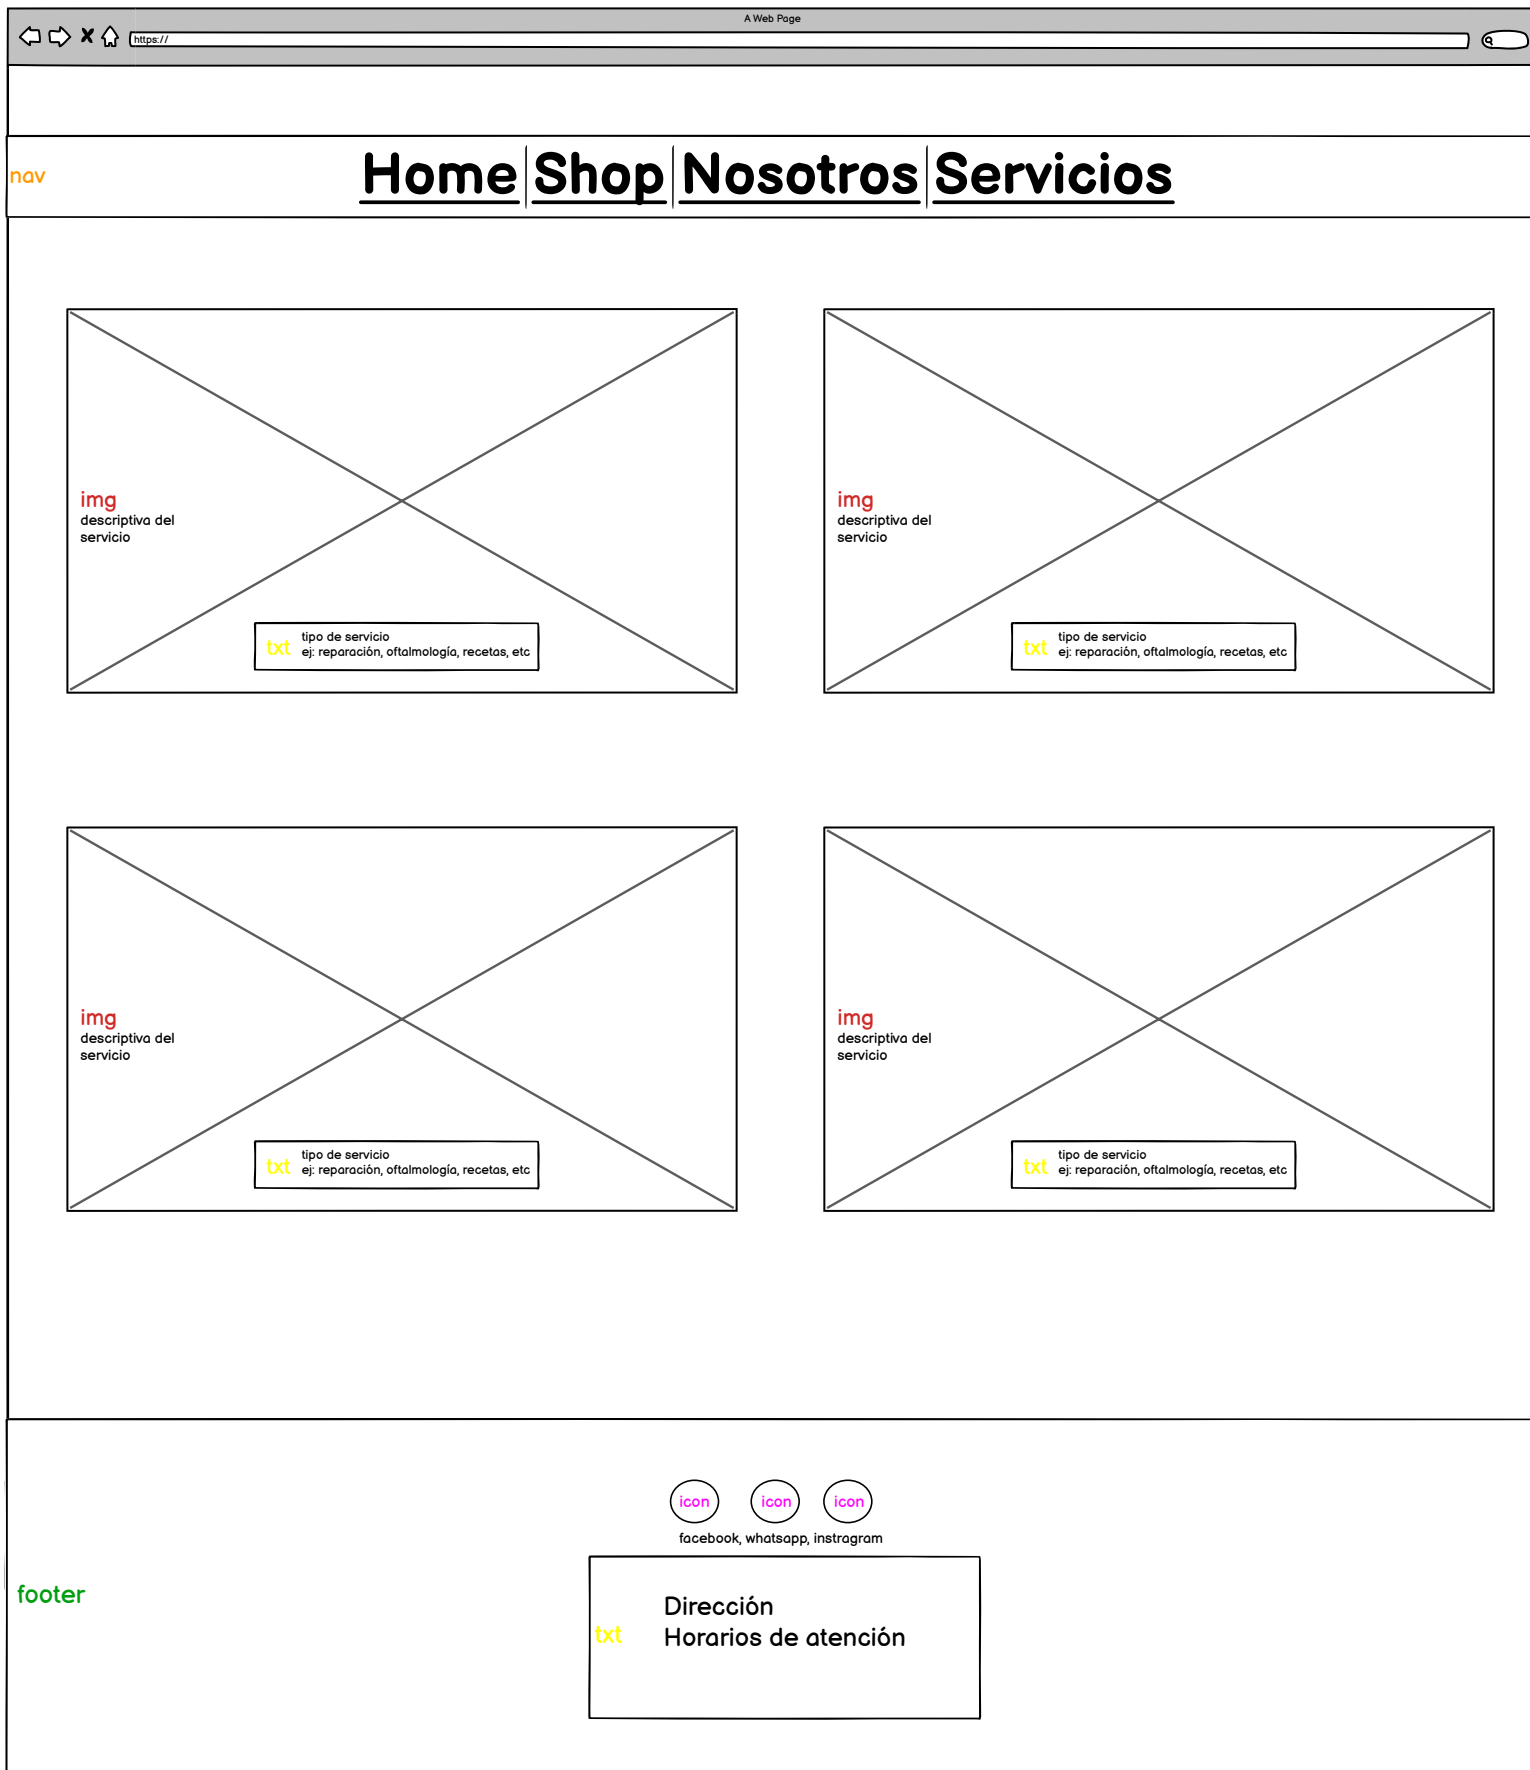 A Web Page
https://
nav
Home Shop Nosotros Servicios
img
descriptiva del
servicio
txt
tipo de servicio
ej: reparación, oftalmología, recetas, etc
img
descriptiva del
servicio
txt
tipo de servicio
ej: reparación, oftalmología, recetas, etc
img
descriptiva del
servicio
txt
tipo de servicio
ej: reparación, oftalmología, recetas, etc
img
descriptiva del
servicio
txt
tipo de servicio
ej: reparación, oftalmología, recetas, etc
icon icon icon
facebook, whatsapp, instragram
footer
txt
Dirección
Horarios de atención